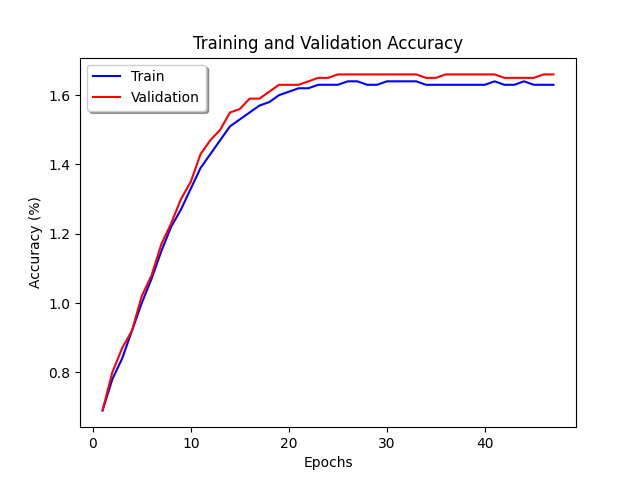 Training and Validation Accuracy
Train
Validation
1.6
1.4
1.2
1.0
0.8
Accuracy (%)
0
10
20
30
40
Epochs